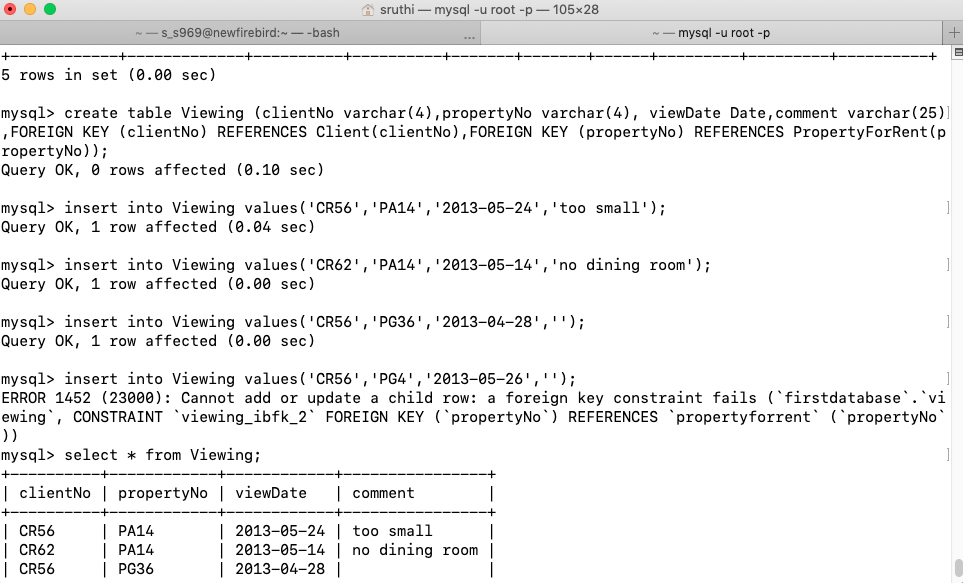 sruthi — mysql -u root -p — 105×28
~ — s_s969@newfirebird:~ — -bash ... ~ — mysql -u root -p +
+------------+------------+------------+----------+----------+--------+-------+------+---------+----------+----------+
5 rows in set (0.00 sec)
mysql> create table Viewing (clientNo varchar(4),propertyNo varchar(4), viewDate Date,comment varchar(25)
,FOREIGN KEY (clientNo) REFERENCES Client(clientNo),FOREIGN KEY (propertyNo) REFERENCES PropertyForRent(p
ropertyNo));
Query OK, 0 rows affected (0.10 sec)
mysql> insert into Viewing values('CR56','PA14','2013-05-24','too small');
Query OK, 1 row affected (0.04 sec)
mysql> insert into Viewing values('CR62','PA14','2013-05-14','no dining room');
Query OK, 1 row affected (0.00 sec)
mysql> insert into Viewing values('CR56','PG36','2013-04-28','');
Query OK, 1 row affected (0.00 sec)
mysql> insert into Viewing values('CR56','PG4','2013-05-26','');
ERROR 1452 (23000): Cannot add or update a child row: a foreign key constraint fails (`firstdatabase`.`vi
ewing`, CONSTRAINT `viewing_ibfk_2` FOREIGN KEY (`propertyNo`) REFERENCES `propertyforrent` (`propertyNo`
))
mysql> select * from Viewing;
+----------+------------+------------+----------------+
| clientNo | propertyNo | viewDate   | comment        |
+----------+------------+------------+----------------+
| CR56     | PA14       | 2013-05-24 | too small      |
| CR62     | PA14       | 2013-05-14 | no dining room |
| CR56     | PG36       | 2013-04-28 |                |